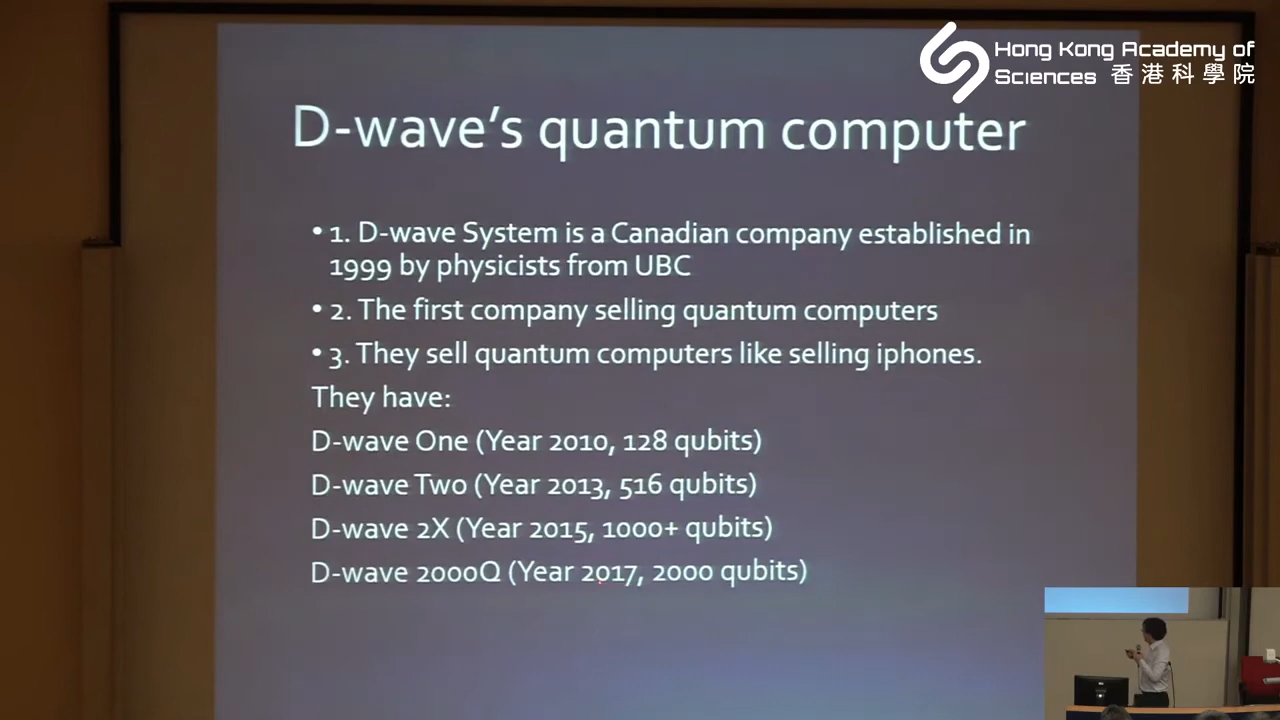 Hong Kong Academy of
Sciences 香港科學院
D-wave's quantum computer
• 1. D-wave System is a Canadian company established in
1999 by physicists from UBC
• 2. The first company selling quantum computers
• 3. They sell quantum computers like selling iphones.
They have:
D-wave One (Year 2010, 128 qubits)
D-wave Two (Year 2013, 516 qubits)
D-wave 2X (Year 2015, 1000+ qubits)
D-wave 2000Q (Year 2017, 2000 qubits)